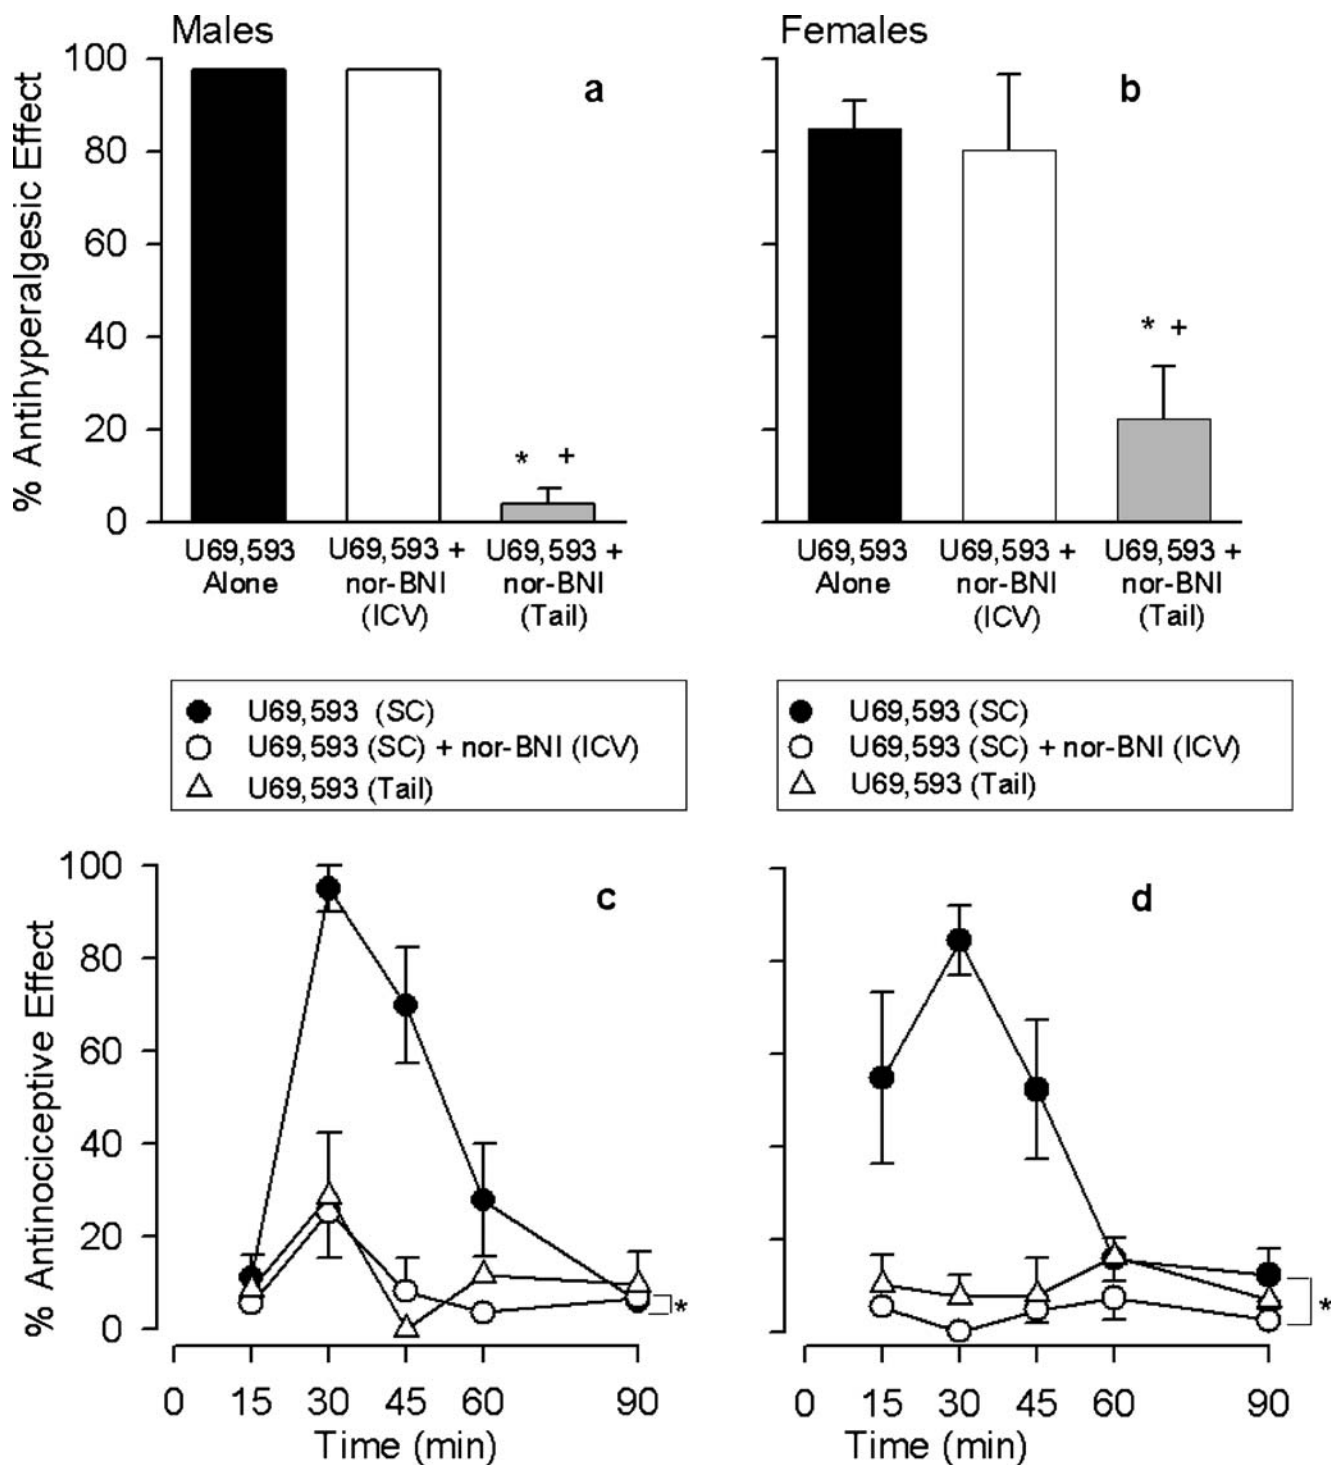 Males
Females
% Antihyperalgesic Effect
100
80
60
40
20
0
a
* +
U69,593
Alone
U69,593 +
nor-BNI
(ICV)
U69,593 +
nor-BNI
(Tail)
b
* +
U69,593
Alone
U69,593 +
nor-BNI
(ICV)
U69,593 +
nor-BNI
(Tail)
U69,593 (SC)
U69,593 (SC) + nor-BNI (ICV)
U69,593 (Tail)
U69,593 (SC)
U69,593 (SC) + nor-BNI (ICV)
U69,593 (Tail)
% Antinociceptive Effect
100
80
60
40
20
0
c
*
0 15 30 45 60 90
Time (min)
d
*
0 15 30 45 60 90
Time (min)